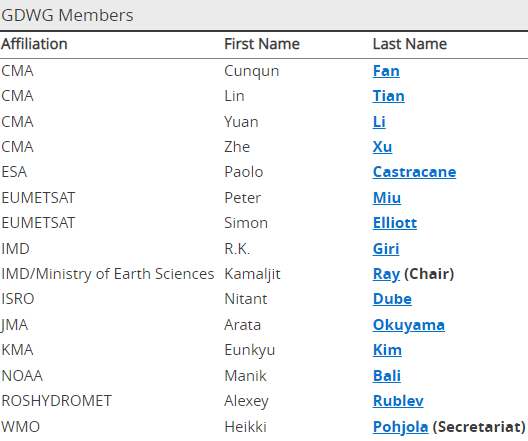 GDWG Members
Affiliation First Name Last Name
CMA Cunqun Fan
CMA Lin Tian
CMA Yuan Li
CMA Zhe Xu
ESA Paolo Castracane
EUMETSAT Peter Miu
EUMETSAT Simon Elliott
IMD R.K. Giri
IMD/Ministry of Earth Sciences Kamaljit Ray (Chair)
ISRO Nitant Dube
JMA Arata Okuyama
KMA Eunkyu Kim
NOAA Manik Bali
ROSHYDROMET Alexey Rublev
WMO Heikki Pohjola (Secretariat)